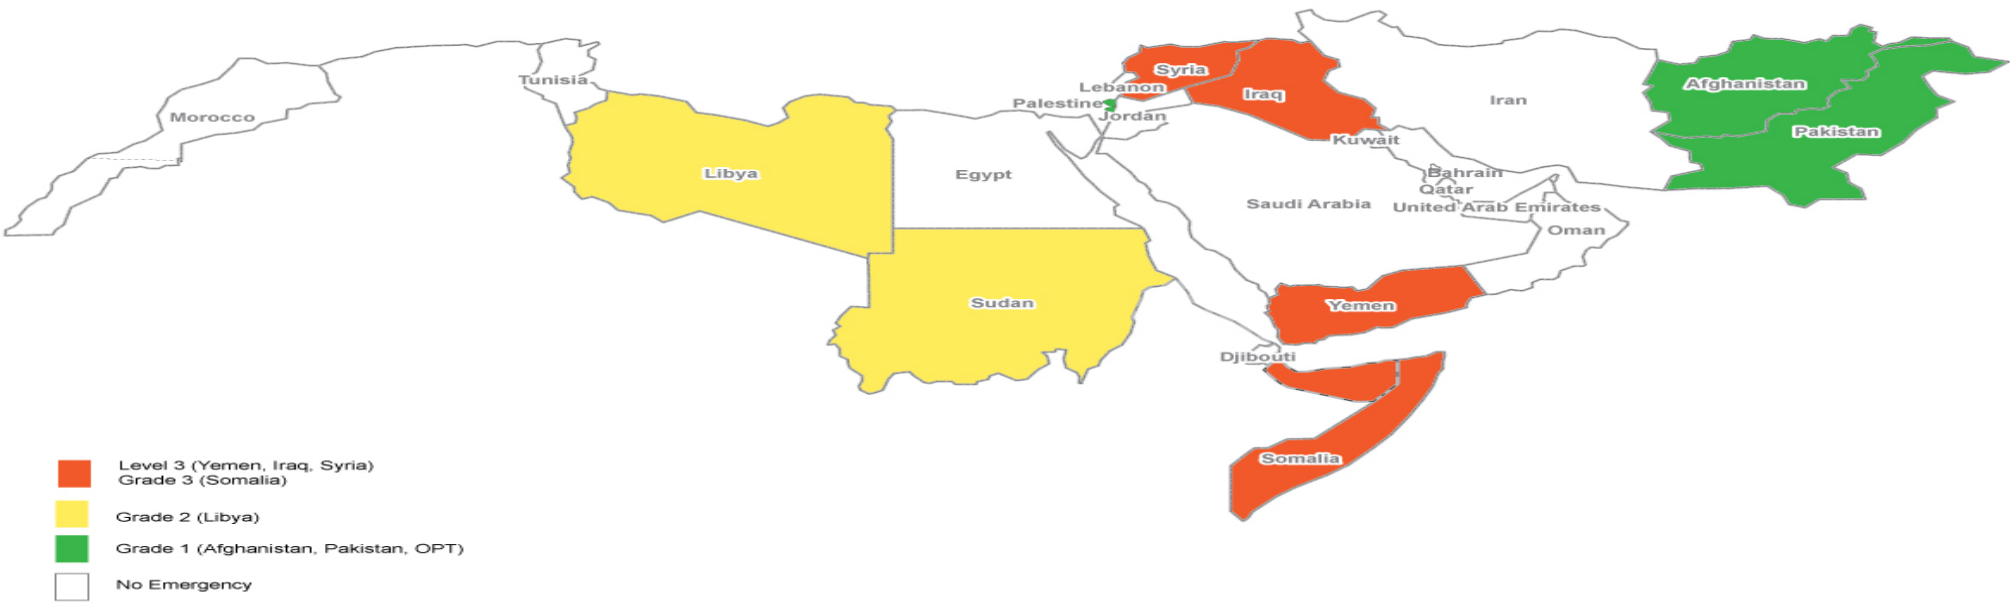 Tunisia
Morocco
Libya
Egypt
Sudan
Syria
Lebanon
Palestine
Jordan
Iraq
Iran
Kuwait
Bahrain
Qatar
Saudi Arabia
United Arab Emirates
Oman
Yemen
Djibouti
Somalia
Afghanistan
Pakistan
Level 3 (Yemen, Iraq, Syria)
Grade 3 (Somalia)
Grade 2 (Libya)
Grade 1 (Afghanistan, Pakistan, OPT)
No Emergency